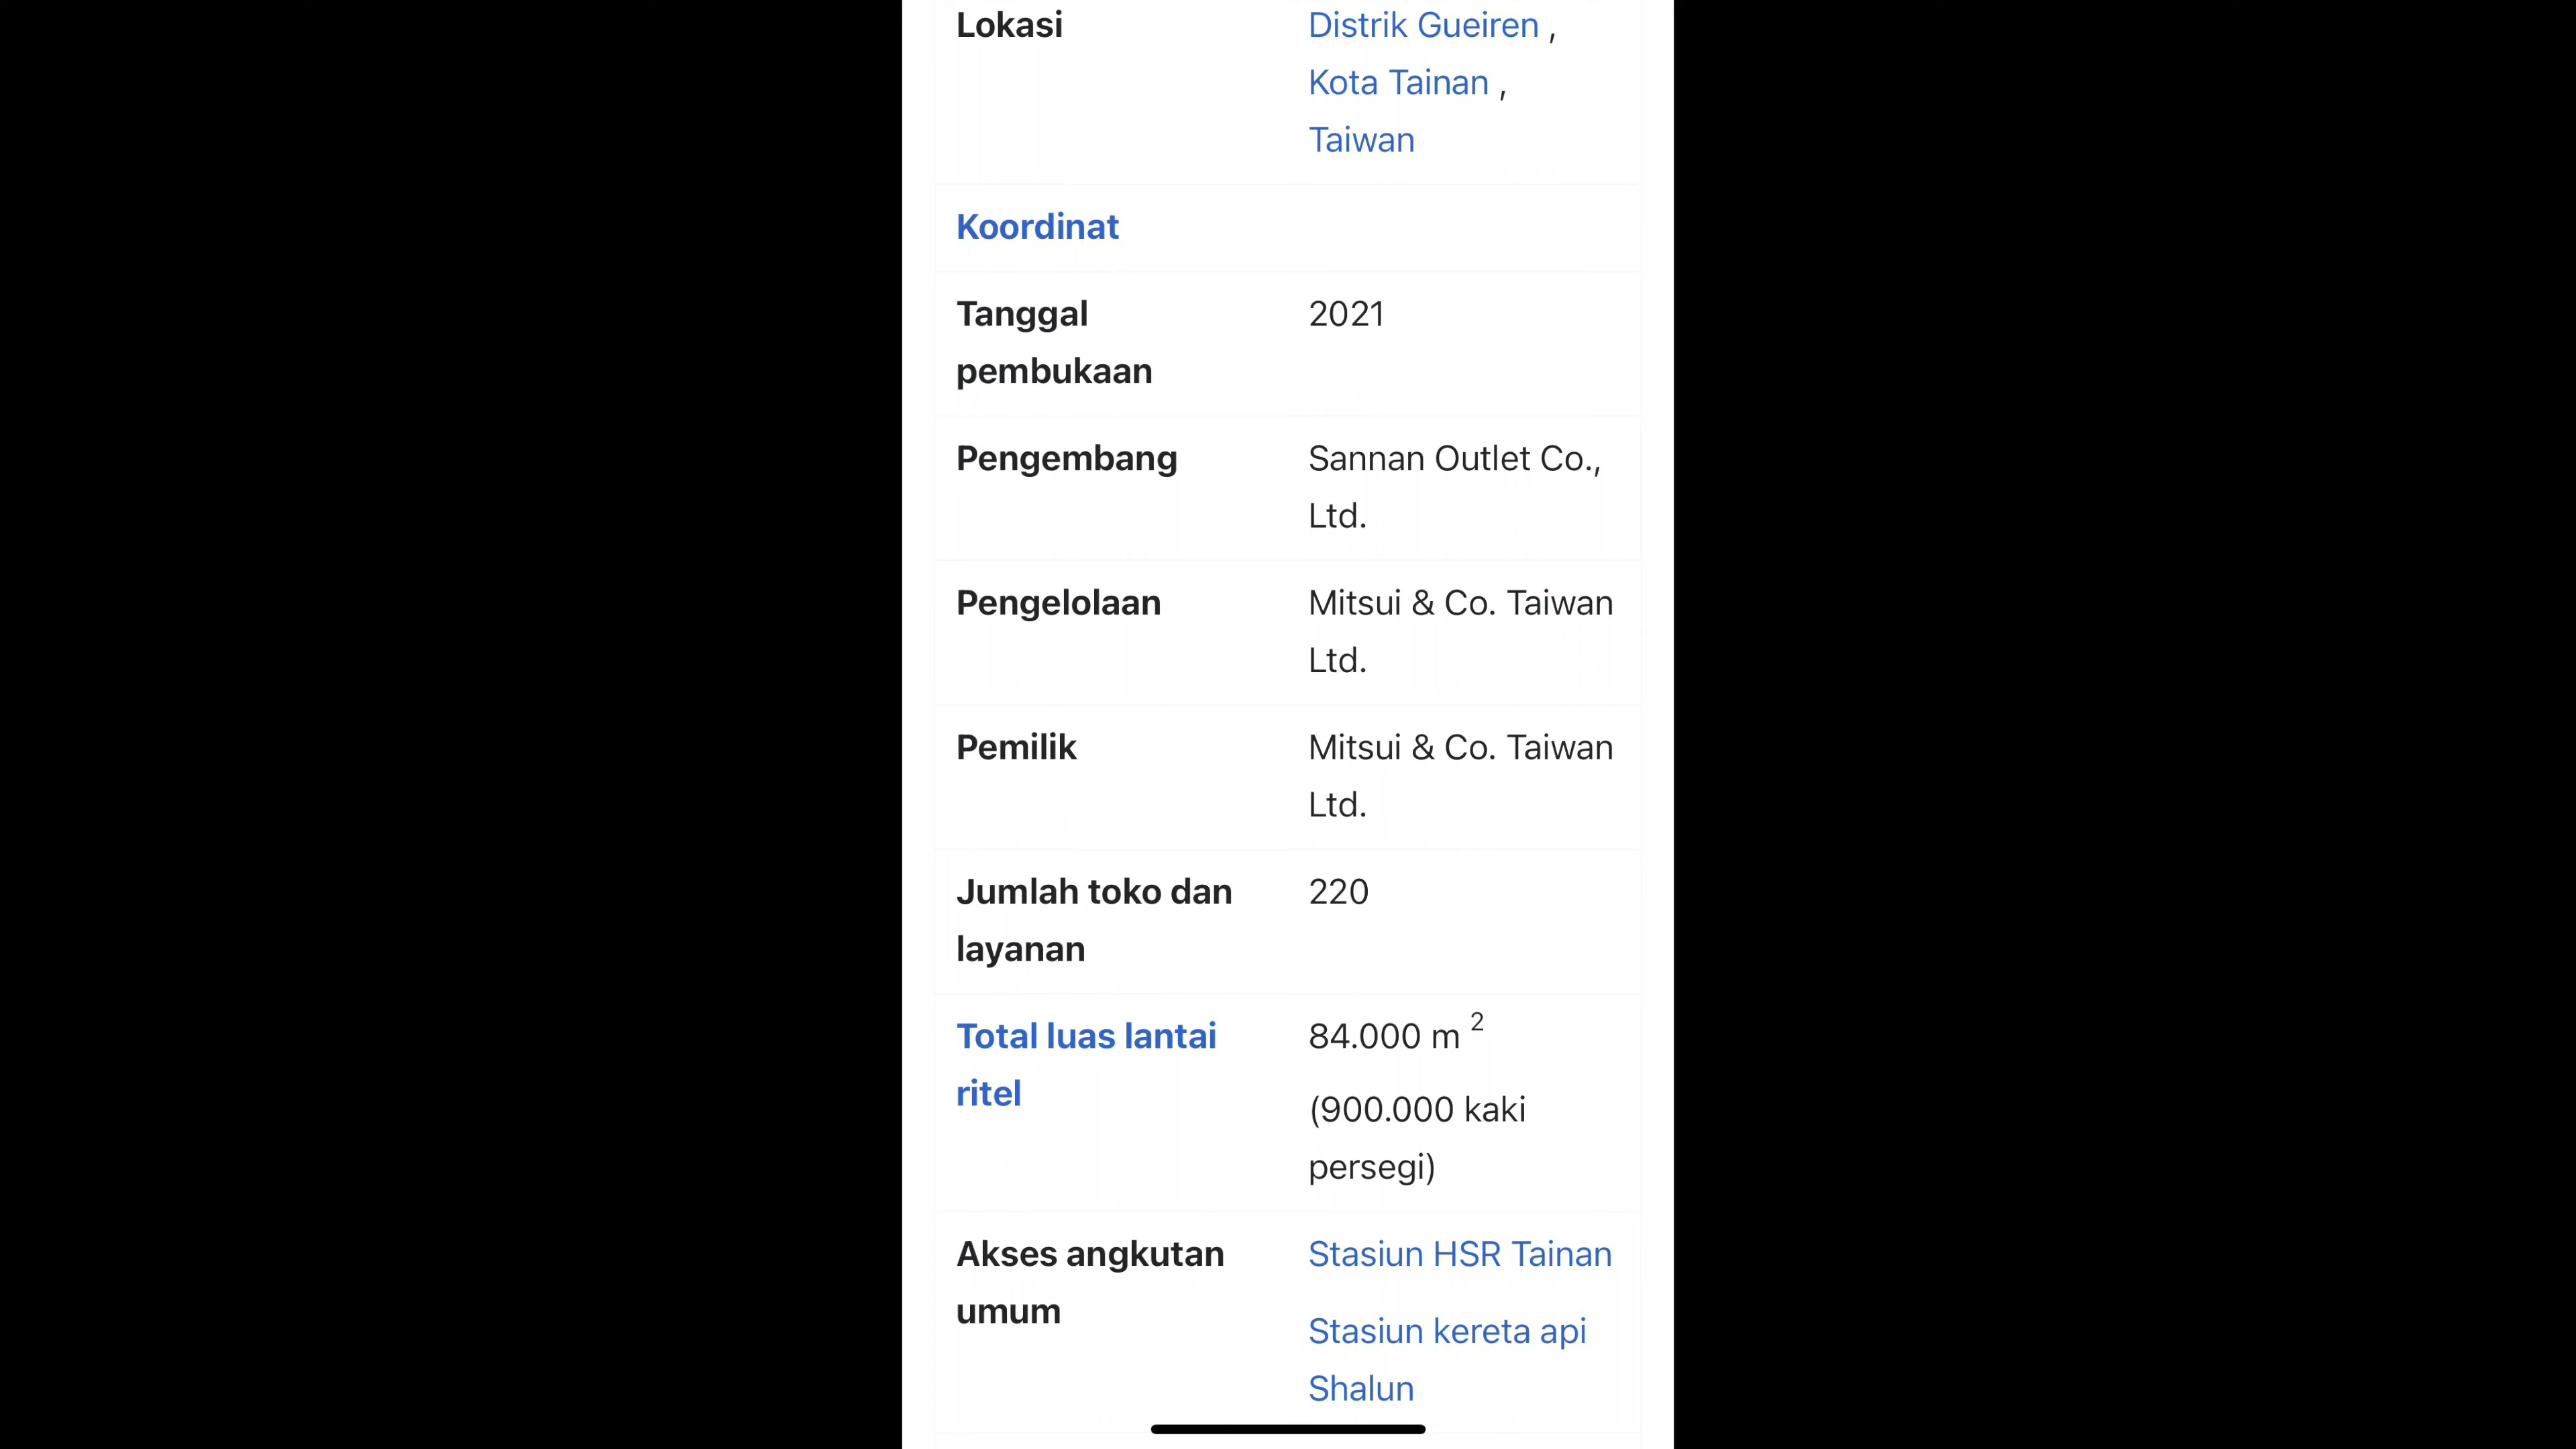 Lokasi
Distrik Gueiren ,
Kota Tainan ,
Taiwan
Koordinat
Tanggal
pembukaan
2021
Pengembang
Sannan Outlet Co.,
Ltd.
Pengelolaan
Mitsui & Co. Taiwan
Ltd.
Pemilik
Mitsui & Co. Taiwan
Ltd.
Jumlah toko dan
layanan
220
Total luas lantai
ritel
84.000 m ²
(900.000 kaki
persegi)
Akses angkutan
umum
Stasiun HSR Tainan
Stasiun kereta api
Shalun